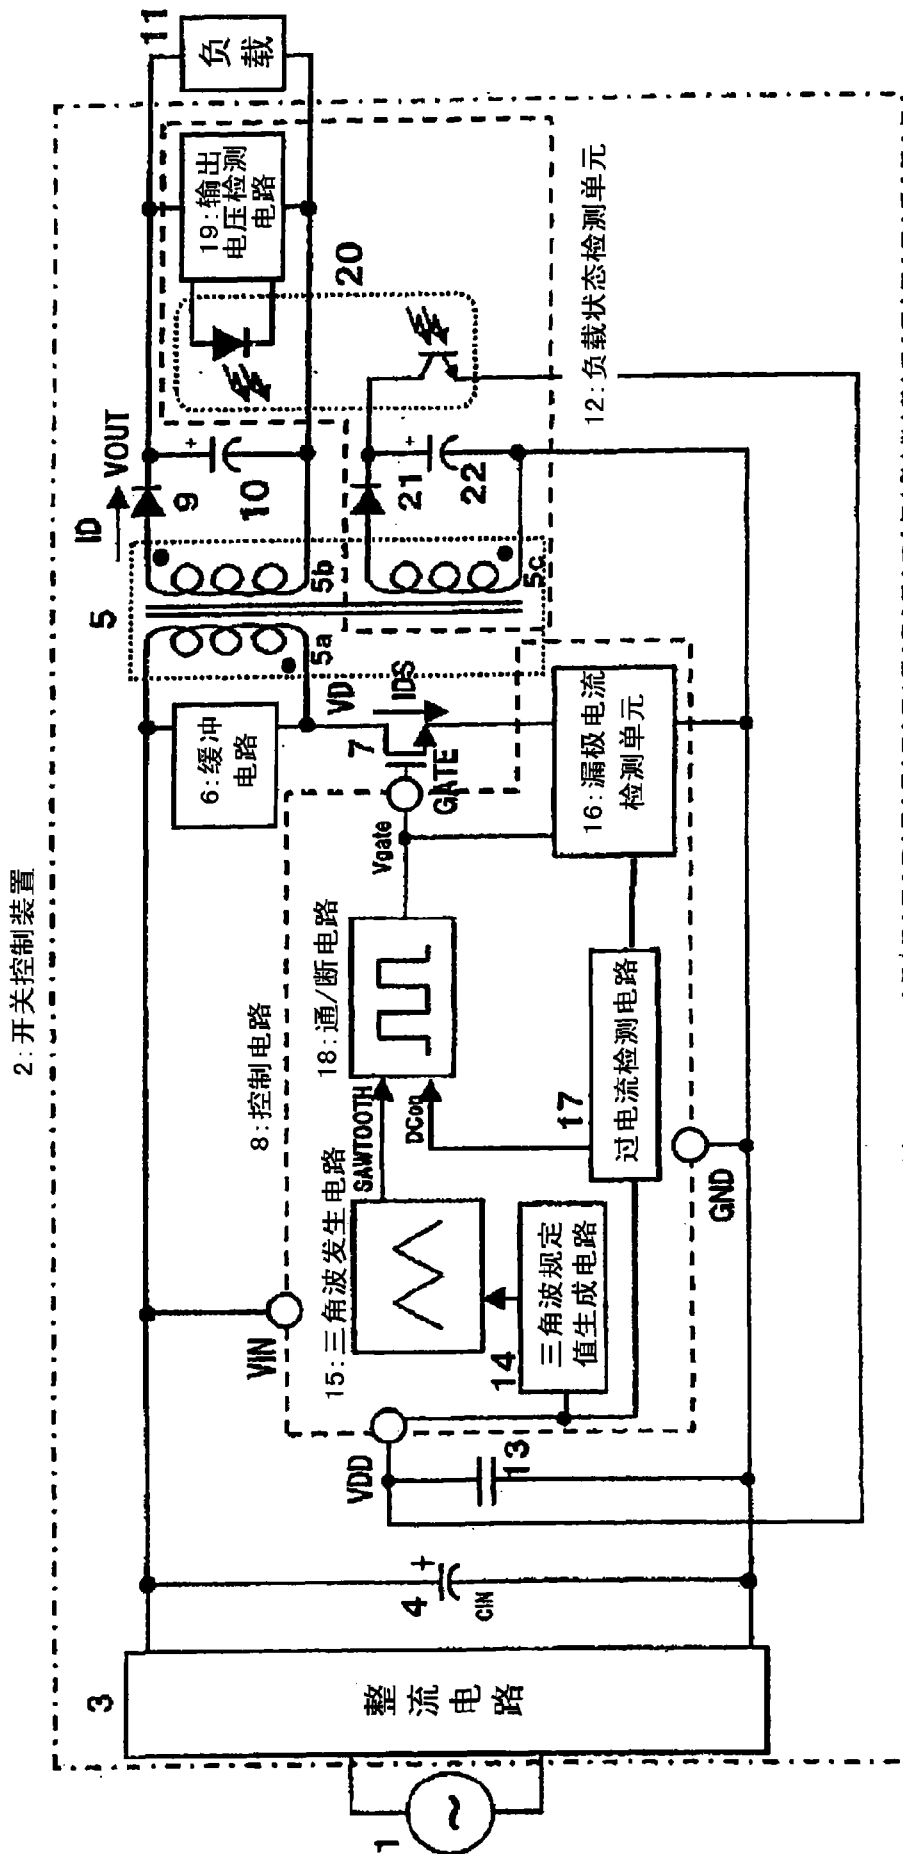 2:开关控制装置
1
3
整流电路
4
+
CIN
VDD
13
VIN
8:控制电路
15:三角波发生电路
14
三角波规定
值生成电路
SAWTOOTH
DCon
18:通/断电路
17
过电流检测电路
GND
Vgate
GATE
7
16:漏极电流
检测单元
6:缓冲
电路
VD
IDS
5
5a
5b
5c
ID
VOUT
9
+
10
21
+
22
20
19:输出
电压检测
电路
12:负载状态检测单元
11
负载